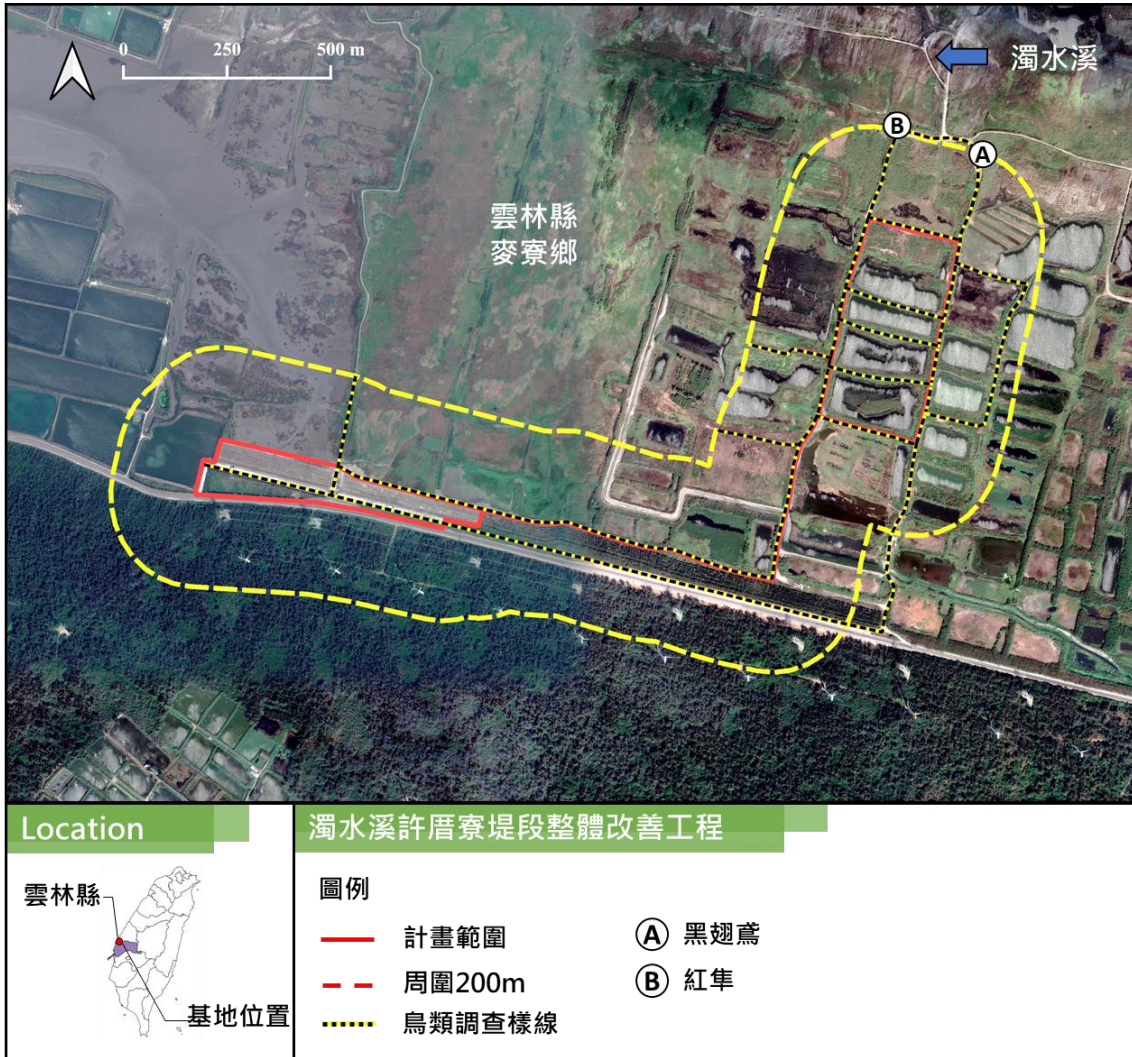 0 250 500 m
濁水溪
B
A
雲林縣
麥寮鄉
Location
雲林縣
基地位置
濁水溪許厝寮堤段整體改善工程
圖例
計畫範圍
周圍200m
鳥類調查樣線
A 黑翅鳶
B 紅隼